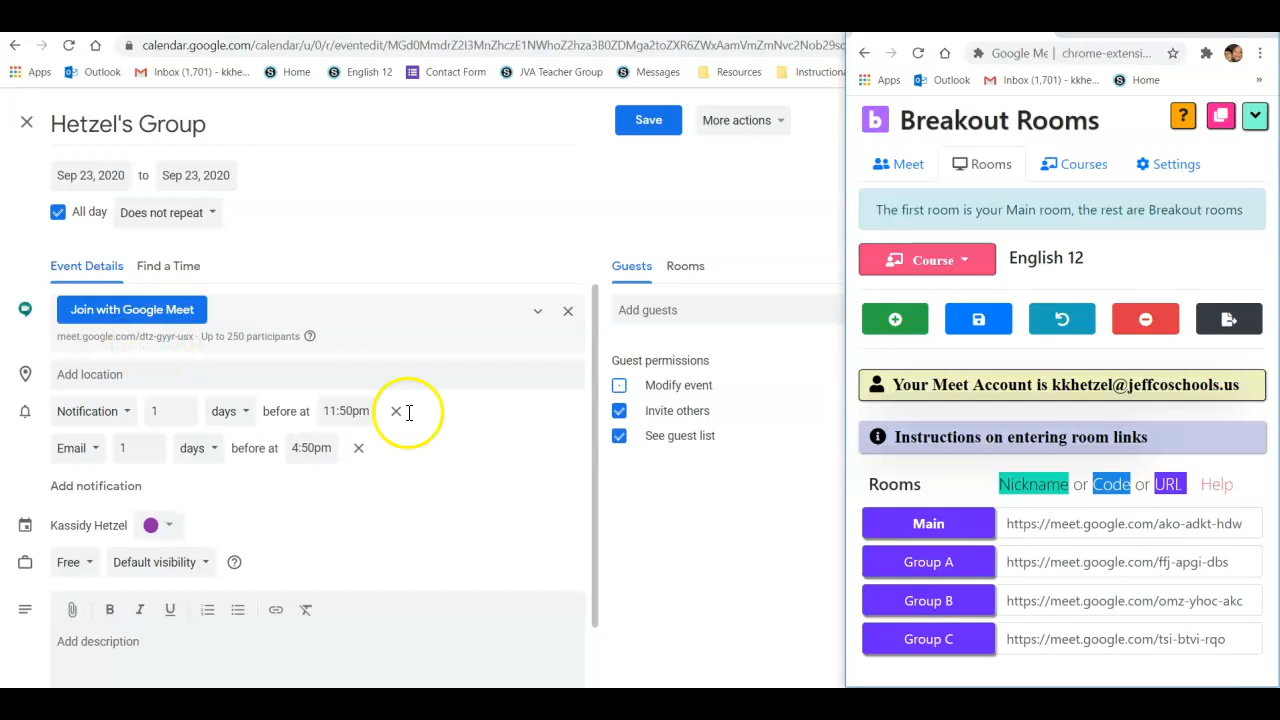 calendar.google.com/calendar/u/0/r/eventedit/
Apps Outlook Inbox (1,701) - kkhe... Home English 12 Contact Form JVA Teacher Group Messages Resources Instructiona
Hetzel's Group
Save
More actions
Sep 23, 2020 to Sep 23, 2020
All day Does not repeat
Event Details Find a Time
Join with Google Meet
meet.google.com/dtz-gyyr-usx · Up to 250 participants
Add location
Notification 1 days before at 11:50pm
Email 1 days before at 4:50pm
Add notification
Kassidy Hetzel
Free Default visibility
B I U
Add description
Guests Rooms
Add guests
Guest permissions
Modify event
Invite others
See guest list
Google Me | chrome-extensi...
Apps Outlook Inbox (1,701) - kkhe... Home »
b Breakout Rooms ?
Meet Rooms Courses Settings
The first room is your Main room, the rest are Breakout rooms
Course English 12
Your Meet Account is kkhetzel@jeffcoschools.us
Instructions on entering room links
Rooms Nickname or Code or URL Help
Main https://meet.google.com/ako-adkt-hdw
Group A https://meet.google.com/ffj-apgi-dbs
Group B https://meet.google.com/omz-yhoc-akc
Group C https://meet.google.com/tsi-btvi-rqo